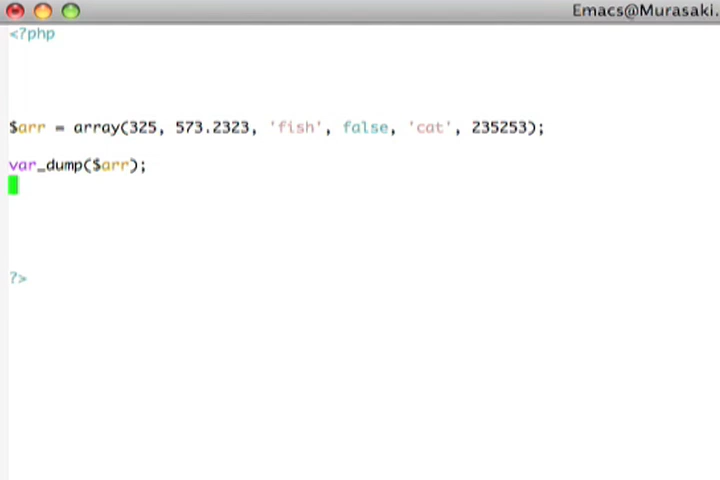 Emacs@Murasaki.
<?php
$arr = array(325, 573.2323, 'fish', false, 'cat', 235253);
var_dump($arr);
?>